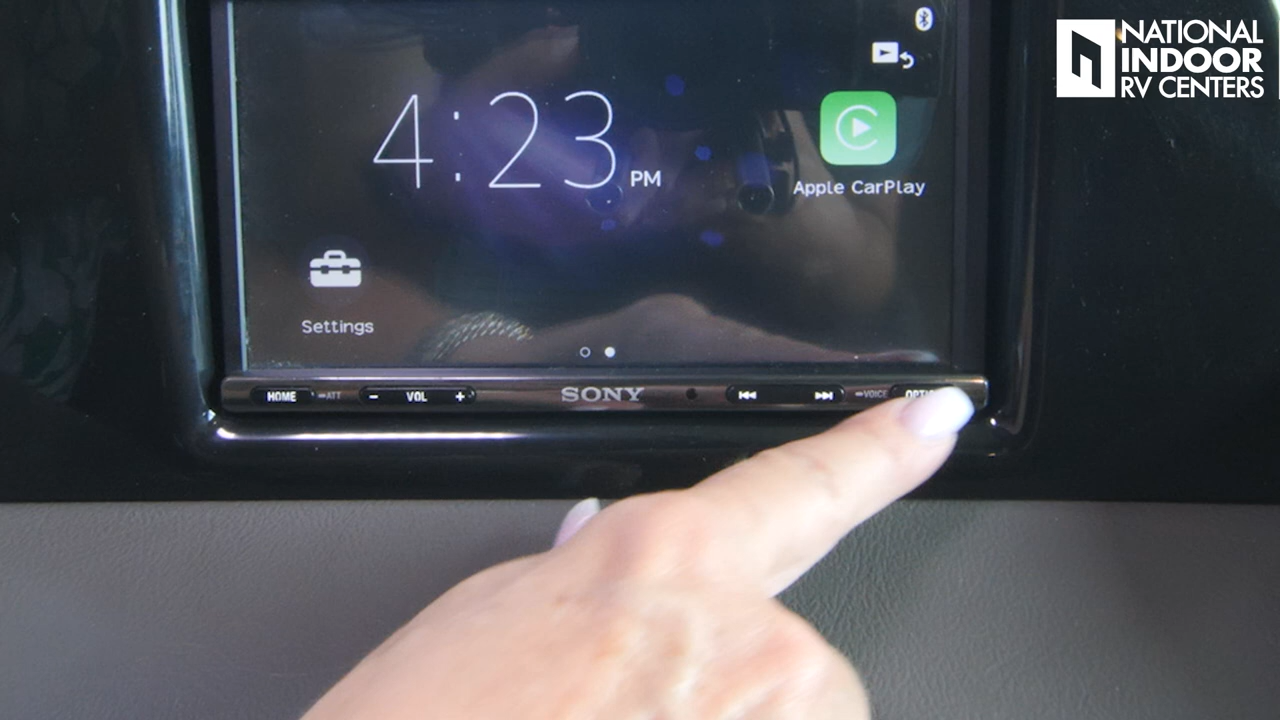 NATIONAL
INDOOR
RV CENTERS
4:23 PM
Apple CarPlay
Settings
HOME ATT - VOL + SONY VOICE